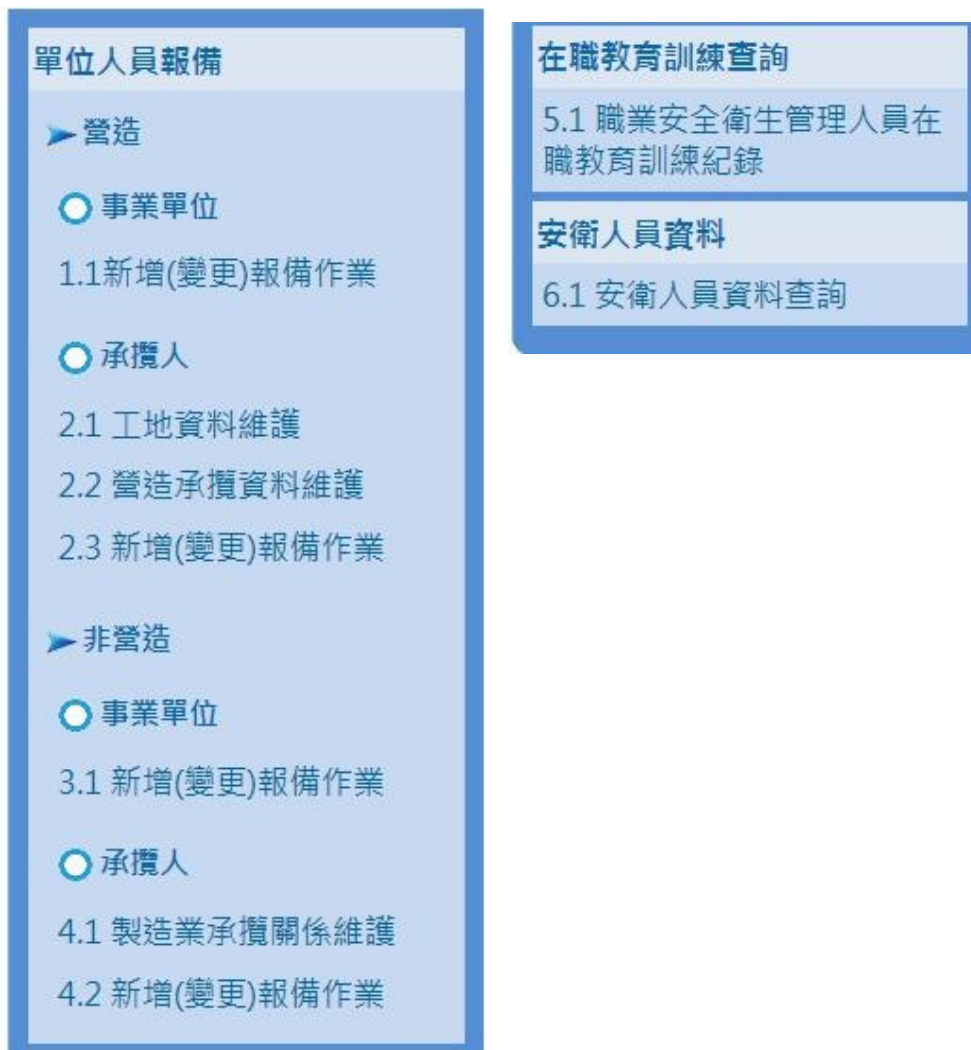 單位人員報備
營造
事業單位
1.1新增(變更)報備作業
承攬人
2.1 工地資料維護
2.2 營造承攬資料維護
2.3 新增(變更)報備作業
非營造
事業單位
3.1 新增(變更)報備作業
承攬人
4.1 製造業承攬關係維護
4.2 新增(變更)報備作業
在職教育訓練查詢
5.1 職業安全衛生管理人員在
職教育訓練紀錄
安衛人員資料
6.1 安衛人員資料查詢